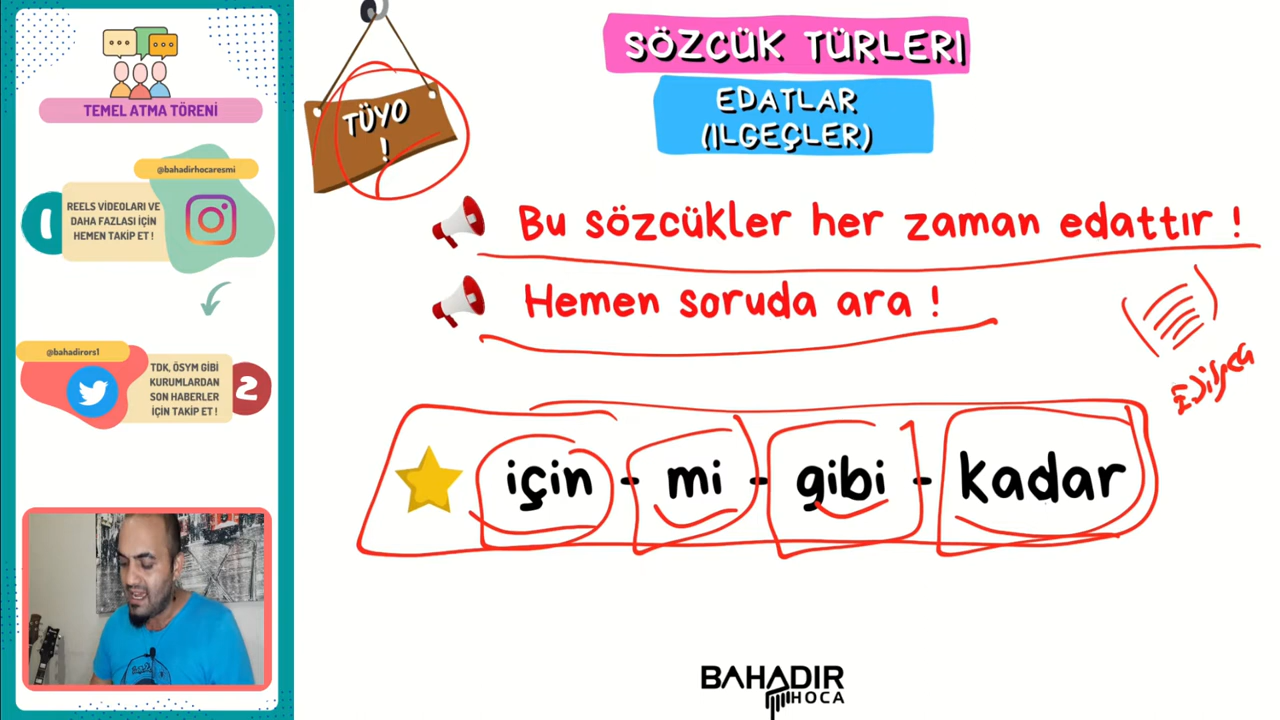 TEMEL ATMA TÖRENİ
@bahadirhocaresmi
1
REELS VİDEOLARI VE
DAHA FAZLASI İÇİN
HEMEN TAKİP ET !
@bahadirors1
TDK, ÖSYM GİBİ
KURUMLARDAN
SON HABERLER
İÇİN TAKİP ET !
2
TÜYO
!
SÖZCÜK TÜRLERI
EDATLAR
(ILGEÇLER)
Bu sözcükler her zaman edattır !
Hemen soruda ara !
için - mi - gibi - kadar
BAHADIR
HOCA